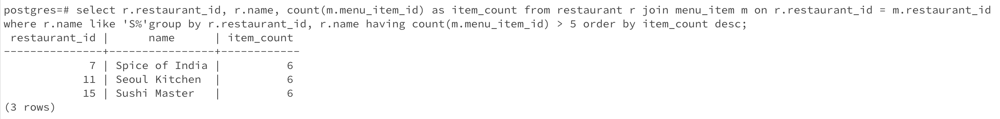 postgres=# select r.restaurant_id, r.name, count(m.menu_item_id) as item_count from restaurant r join menu_item m on r.restaurant_id = m.restaurant_id
where r.name like 'S%'group by r.restaurant_id, r.name having count(m.menu_item_id) > 5 order by item_count desc;
 restaurant_id |      name      | item_count
---------------+----------------+------------
             7 | Spice of India |          6
            11 | Seoul Kitchen  |          6
            15 | Sushi Master   |          6
(3 rows)